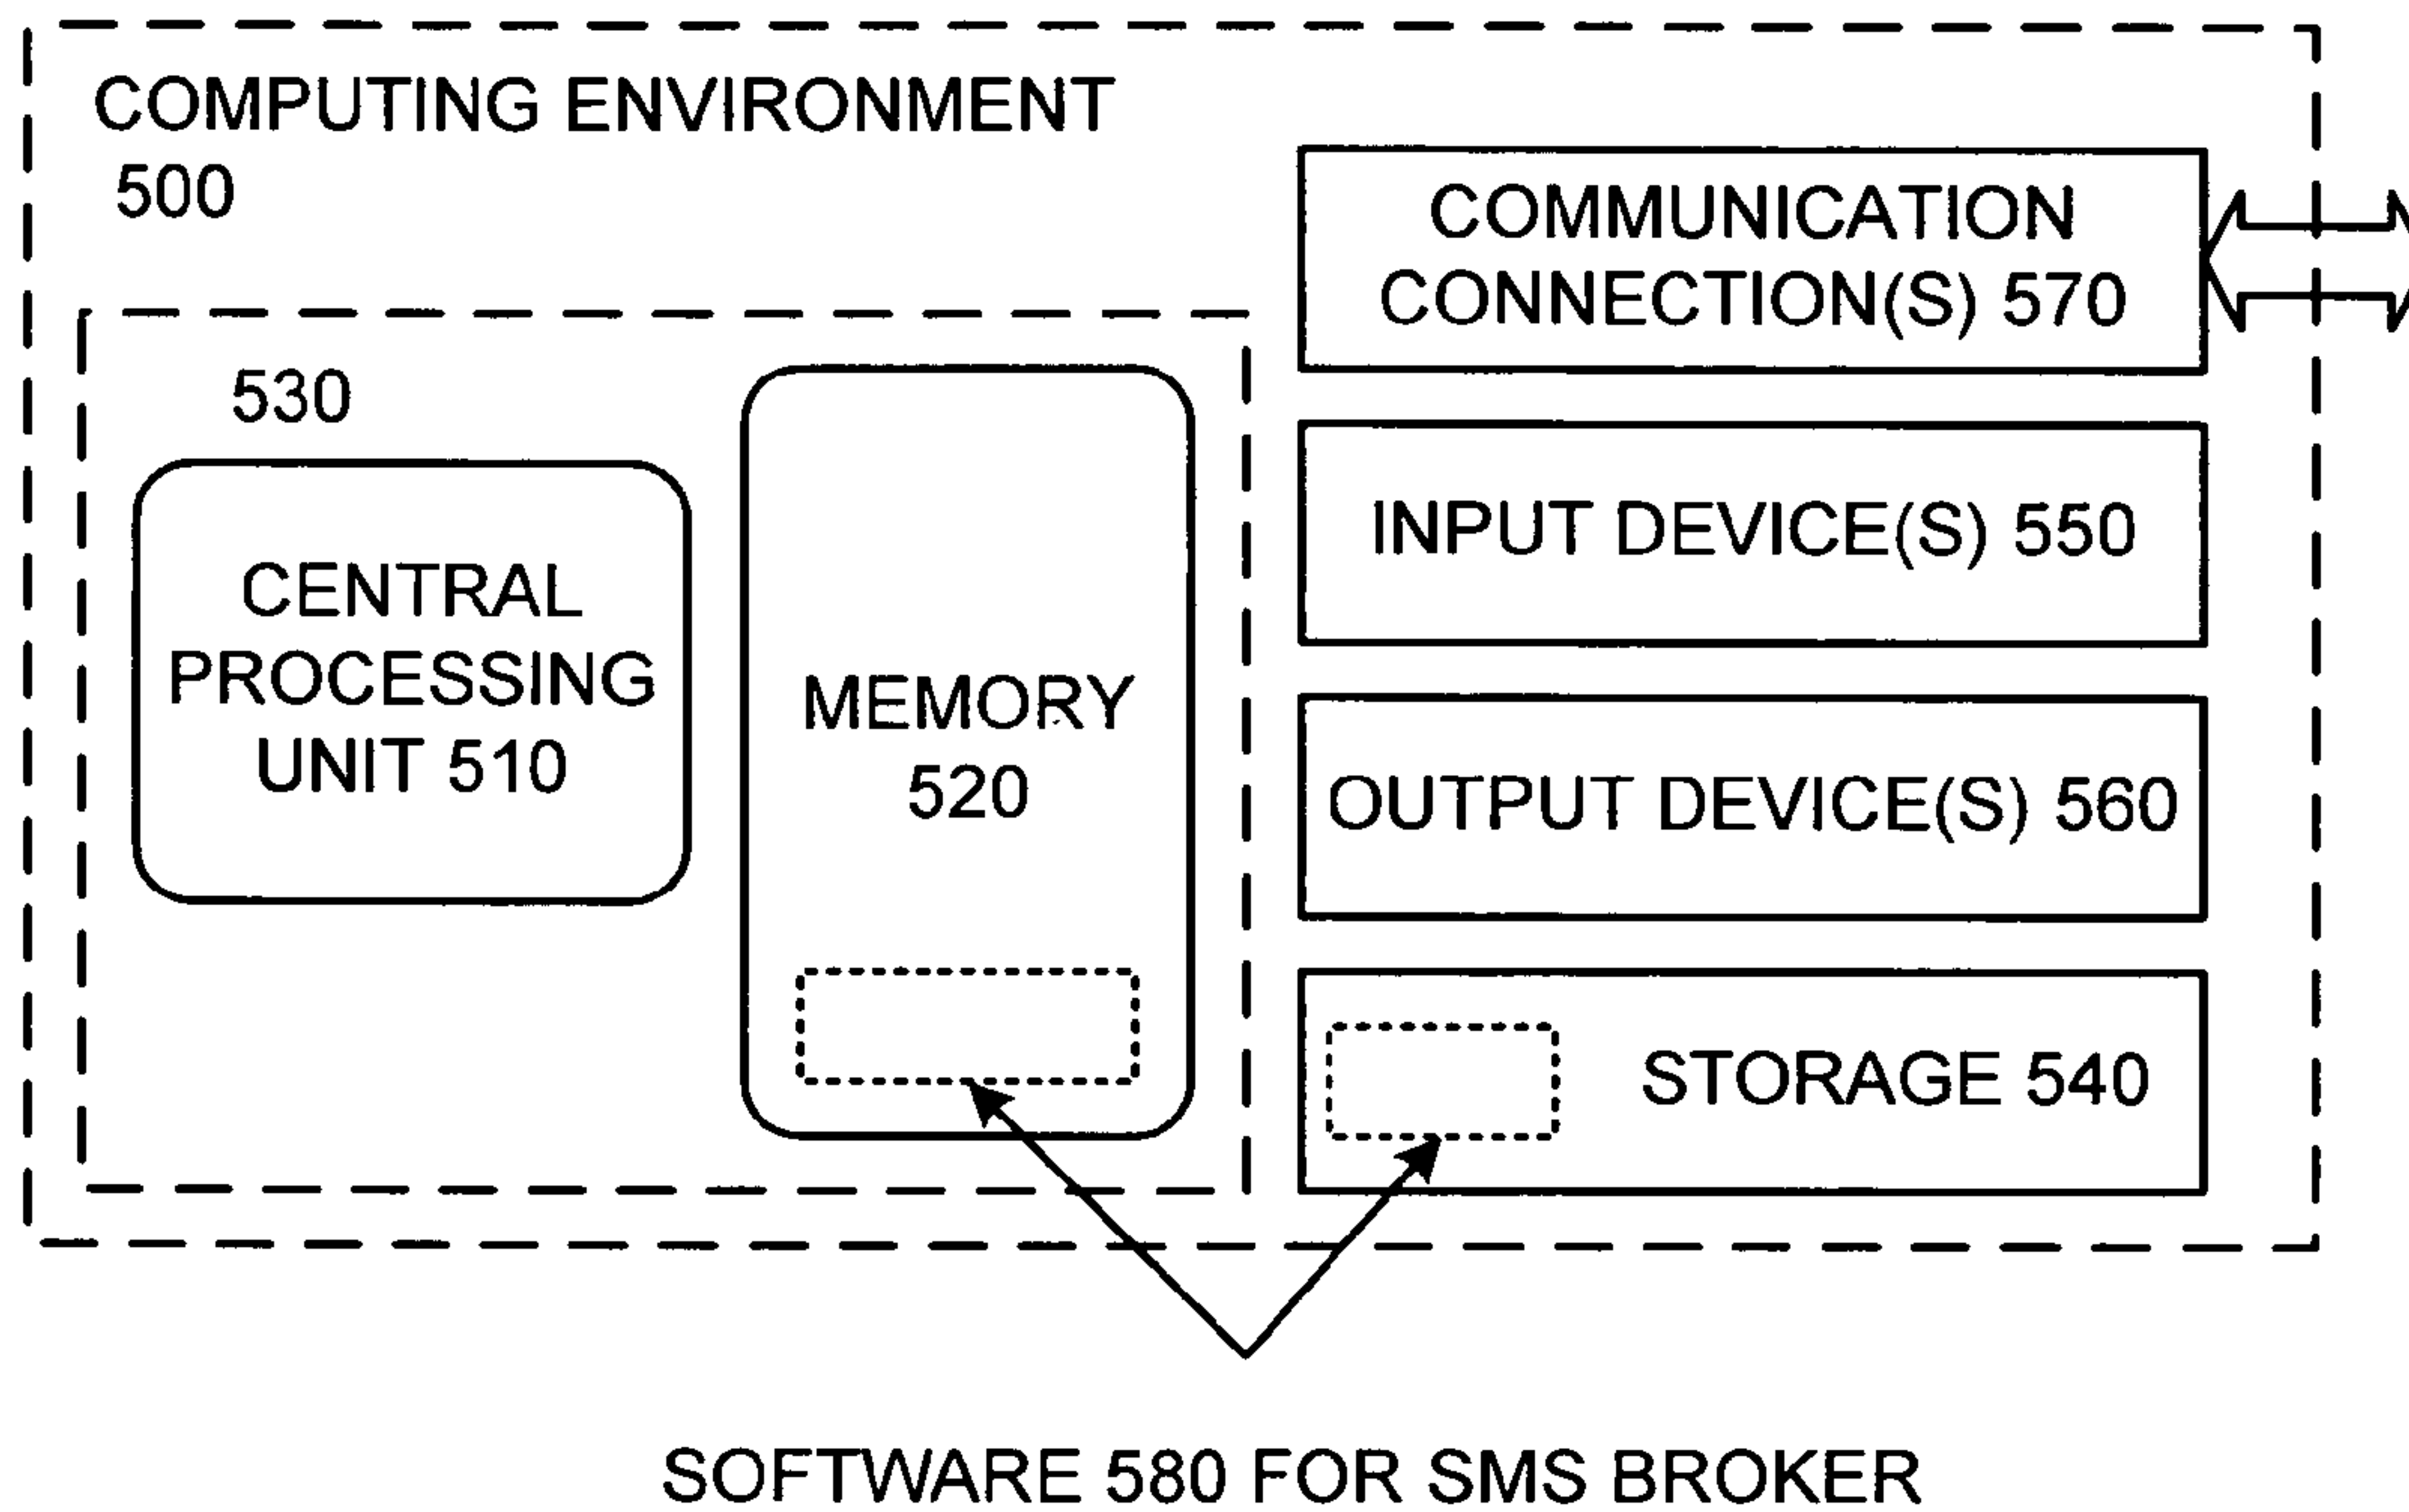 COMPUTING ENVIRONMENT
500
COMMUNICATION
CONNECTION(S) 570
530
CENTRAL
PROCESSING
UNIT 510
MEMORY
520
INPUT DEVICE(S) 550
OUTPUT DEVICE(S) 560
STORAGE 540
SOFTWARE 580 FOR SMS BROKER